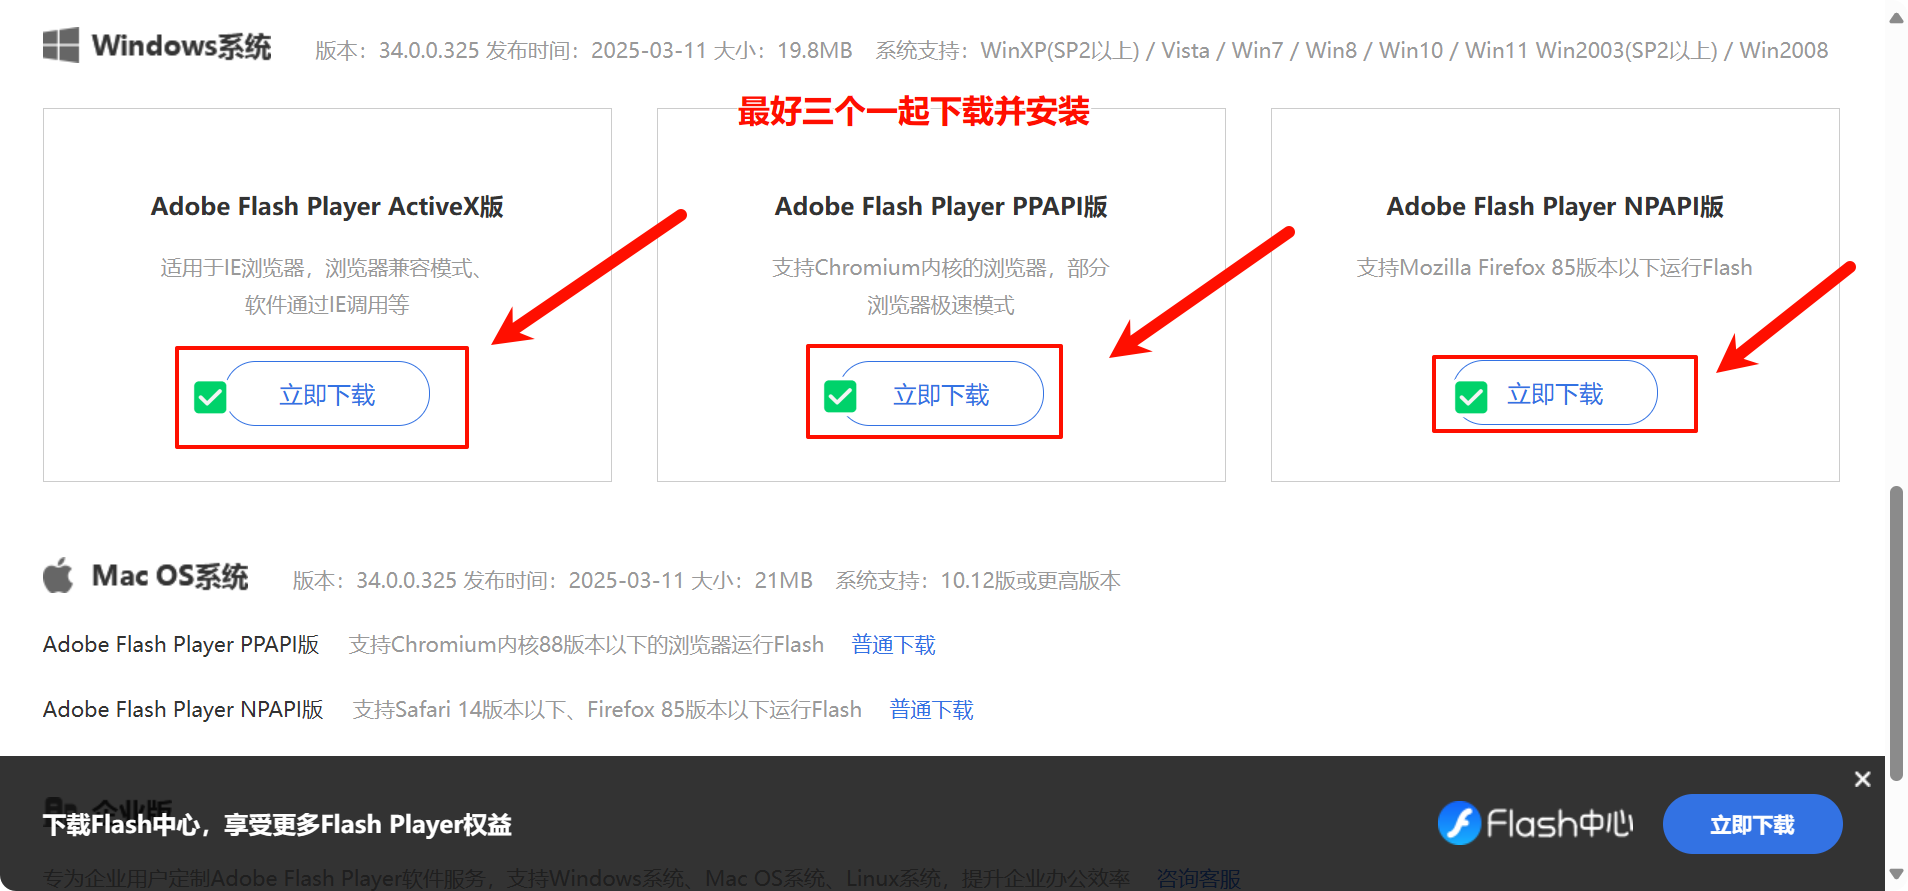 Windows系统
版本：34.0.0.325 发布时间：2025-03-11 大小：19.8MB 系统支持：WinXP(SP2以上) / Vista / Win7 / Win8 / Win10 / Win11 Win2003(SP2以上) / Win2008
最好三个一起下载并安装
Adobe Flash Player ActiveX版
适用于IE浏览器，浏览器兼容模式、
软件通过IE调用等
立即下载
Adobe Flash Player PPAPI版
支持Chromium内核的浏览器，部分
浏览器极速模式
立即下载
Adobe Flash Player NPAPI版
支持Mozilla Firefox 85版本以下运行Flash
立即下载
Mac OS系统
版本：34.0.0.325 发布时间：2025-03-11 大小：21MB 系统支持：10.12版或更高版本
Adobe Flash Player PPAPI版 支持Chromium内核88版本以下的浏览器运行Flash 普通下载
Adobe Flash Player NPAPI版 支持Safari 14版本以下、Firefox 85版本以下运行Flash 普通下载
企业版
下载Flash中心，享受更多Flash Player权益
Flash中心
立即下载
专为企业用户定制Adobe Flash Player软件服务，支持Windows系统、Mac OS系统、Linux系统，提升企业办公效率 咨询客服